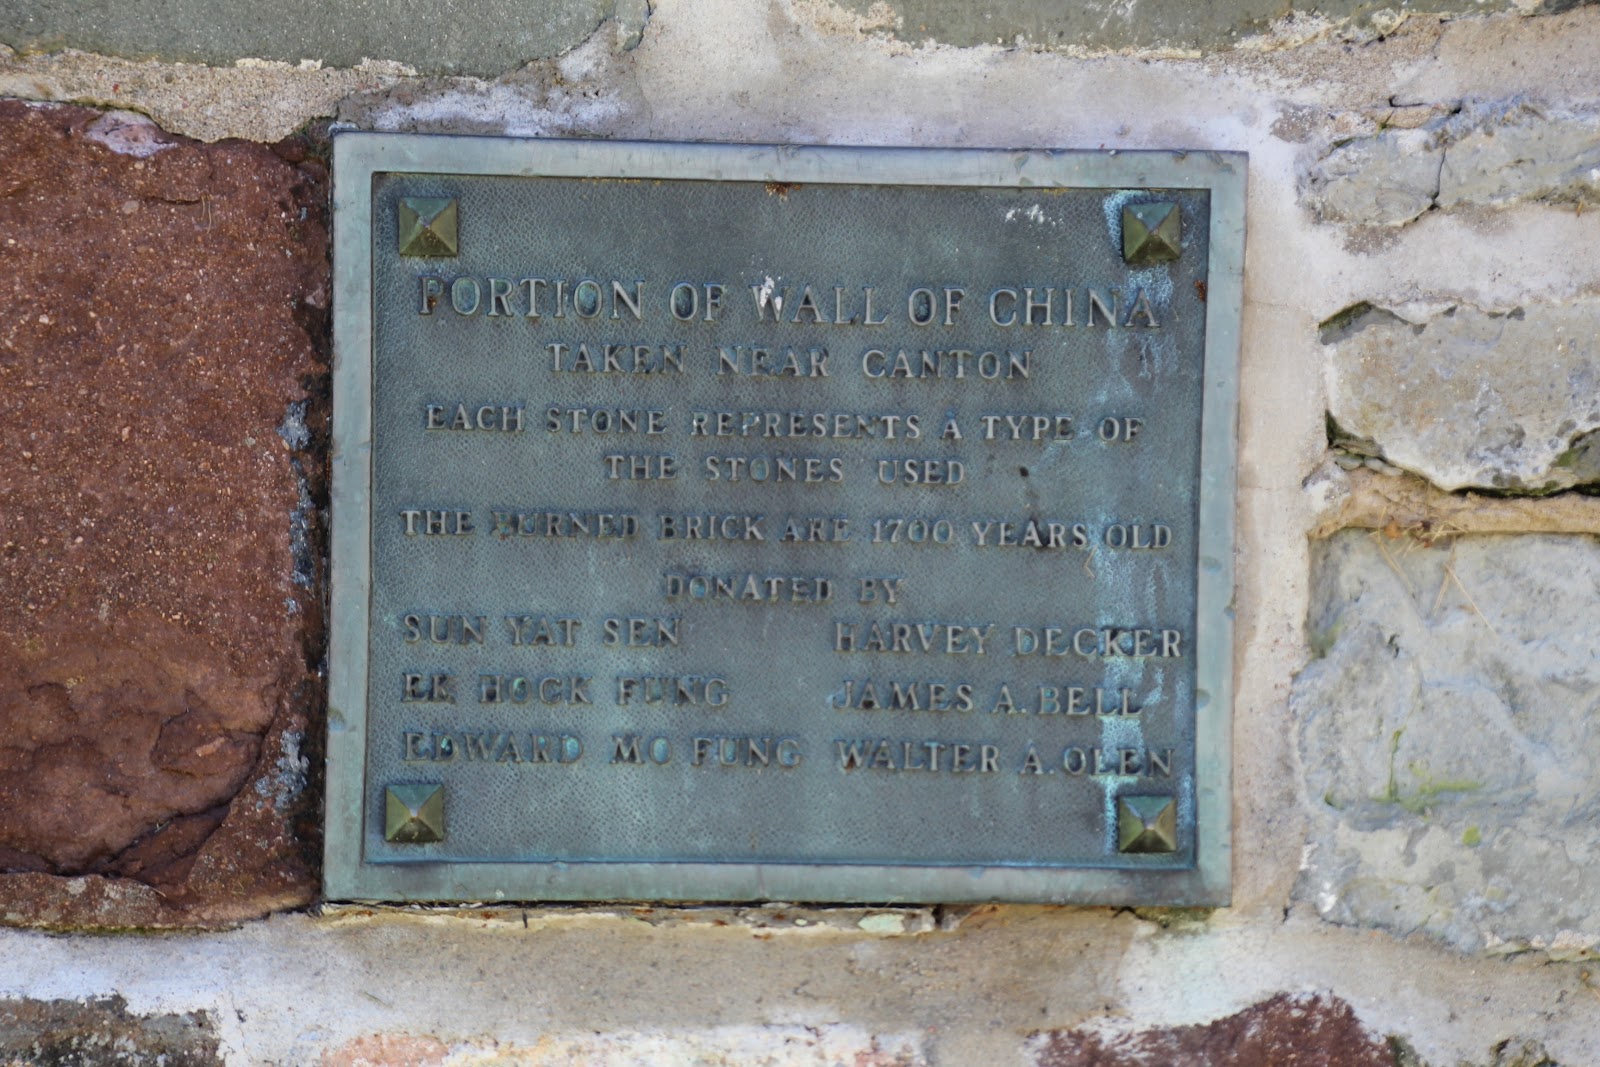 PORTION OF WALL OF CHINA
TAKEN NEAR CANTON
EACH STONE REPRESENTS A TYPE OF
THE STONES USED
THE BURNED BRICK ARE 1700 YEARS OLD
DONATED BY
SUN YAT SEN HARVEY DECKER
EK HOCK FUNG JAMES A. BELL
EDWARD MO FUNG WALTER A. OLEN